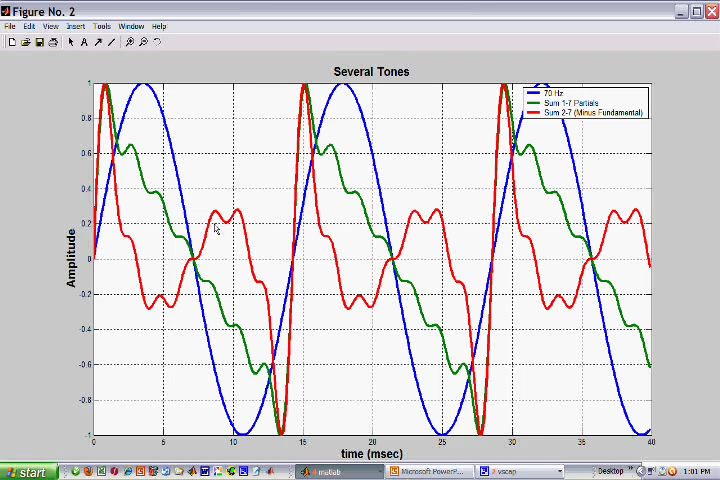 Figure No. 2
File Edit View Insert Tools Window Help
Several Tones
70 Hz
Sum 1-7 Partials
Sum 2-7 (Minus Fundamental)
1
0.8
0.6
0.4
0.2
0
-0.2
-0.4
-0.6
-0.8
-1
Amplitude
0 5 10 15 20 25 30 35 40
time (msec)
start 4 matlab Microsoft PowerP... 2 vscap Desktop 1:01 PM